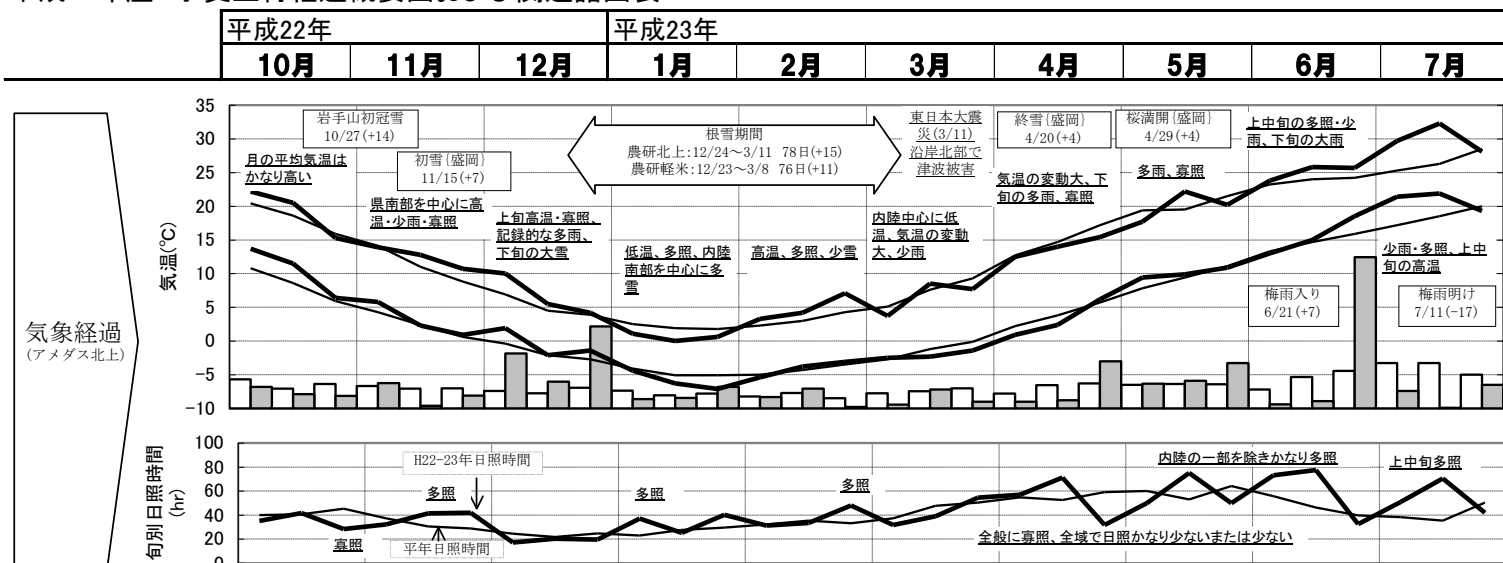 平成22年
平成23年
10月
11月
12月
1月
2月
3月
4月
5月
6月
7月
気象経過
(アメダス北上)
気温(℃)
35
30
25
20
15
10
5
0
-5
-10
岩手山初冠雪
10/27(+14)
月の平均気温は
かなり高い
初雪{盛岡}
11/15(+7)
県南部を中心に高
温・少雨・寡照
上旬高温・寡照、
記録的な多雨、
下旬の大雪
根雪期間
農研北上:12/24～3/11 78日(+15)
農研軽米:12/23～3/8 76日(+11)
低温、多照、内陸
南部を中心に多
雪
高温、多照、少雪
東日本大震
災(3/11)
沿岸北部で
津波被害
内陸中心に低
温、気温の変動
大、少雨
終雪{盛岡}
4/20(+4)
気温の変動大、下
旬の多雨、寡照
桜満開{盛岡}
4/29(+4)
多雨、寡照
上中旬の多照・少
雨、下旬の大雨
少雨・多照、上中
旬の高温
梅雨入り
6/21(+7)
梅雨明け
7/11(-17)
旬別日照時間
(hr)
100
80
60
40
20
0
H22-23年日照時間
多照
寡照
平年日照時間
多照
多照
内陸の一部を除きかなり多照
上中旬多照
全般に寡照、全域で日照かなり少ないまたは少ない